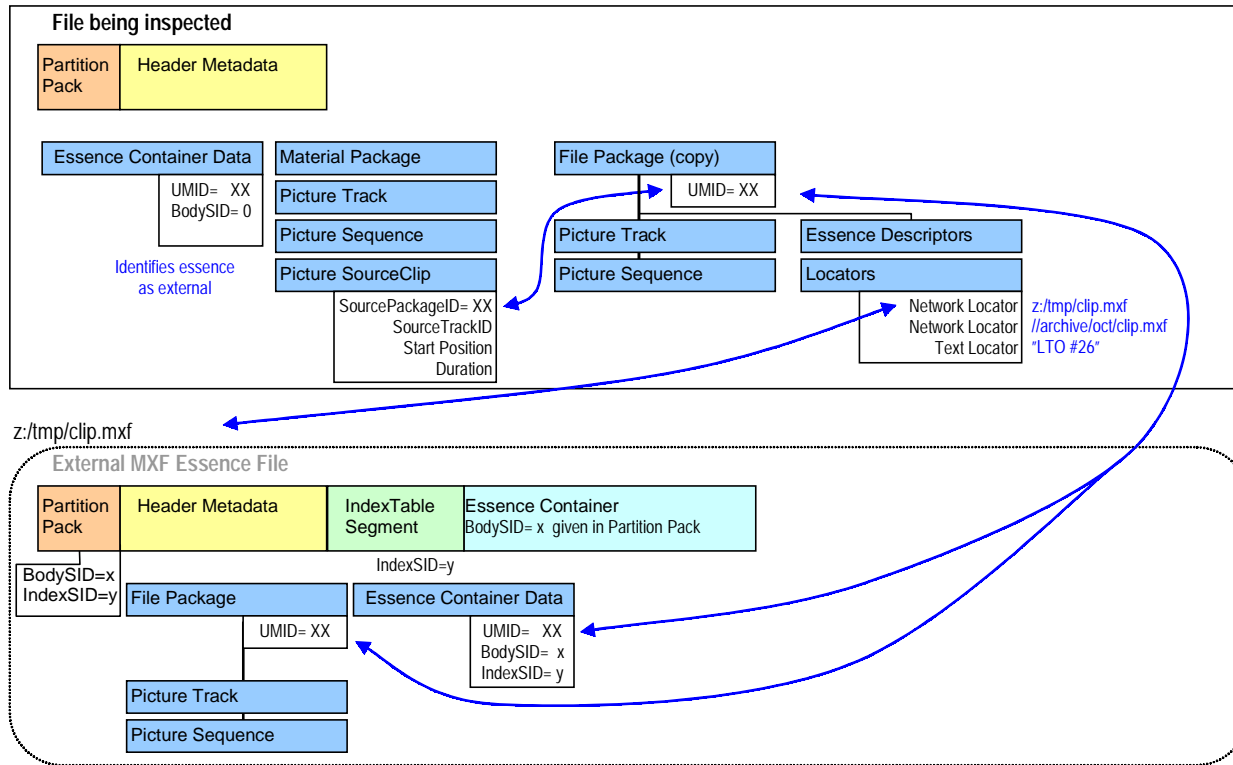 File being inspected
Partition
Pack
Header Metadata
Essence Container Data
UMID= XX
BodySID= 0
Identifies essence
as external
Material Package
Picture Track
Picture Sequence
Picture SourceClip
SourcePackageID= XX
SourceTrackID
Start Position
Duration
File Package (copy)
UMID= XX
Picture Track
Picture Sequence
Essence Descriptors
Locators
Network Locator
Network Locator
Text Locator
z:/tmp/clip.mxf
//archive/oct/clip.mxf
"LTO #26"
z:/tmp/clip.mxf
External MXF Essence File
Partition
Pack
Header Metadata
IndexTable
Segment
Essence Container
BodySID= x given in Partition Pack
IndexSID=y
BodySID=x
IndexSID=y
File Package
UMID= XX
Picture Track
Picture Sequence
Essence Container Data
UMID= XX
BodySID= x
IndexSID= y